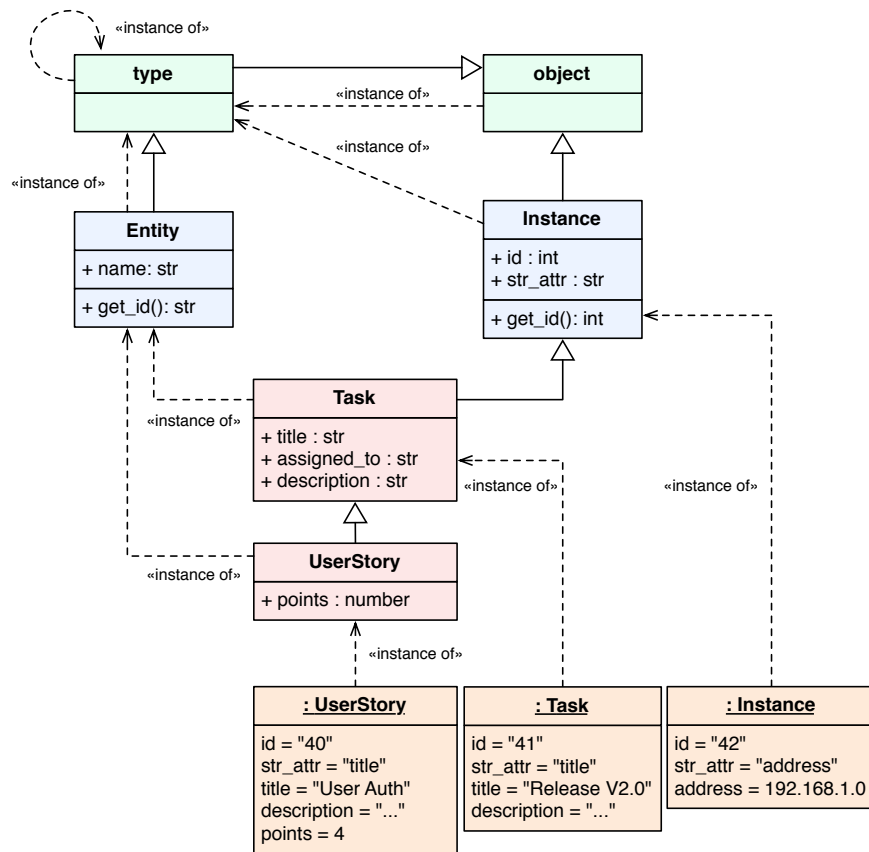 «instance of»
type
object
«instance of»
«instance of»
«instance of»
Entity
+ name: str
+ get_id(): str
Instance
+ id : int
+ str_attr : str
+ get_id(): int
Task
+ title : str
+ assigned_to : str
+ description : str
«instance of»
«instance of»
«instance of»
UserStory
+ points : number
«instance of»
«instance of»
: UserStory
id = "40"
str_attr = "title"
title = "User Auth"
description = "..."
points = 4
: Task
id = "41"
str_attr = "title"
title = "Release V2.0"
description = "..."
: Instance
id = "42"
str_attr = "address"
address = 192.168.1.0